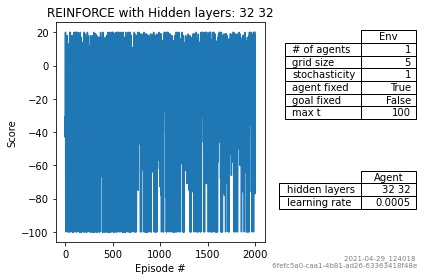 REINFORCE with Hidden layers: 32 32
Score
20
0
−20
−40
−60
−80
−100
0 500 1000 1500 2000
Episode #
Env
# of agents 1
grid size 5
stochasticity 1
agent fixed True
goal fixed False
max t 100
Agent
hidden layers 32 32
learning rate 0.0005
2021-04-29_124018
6fefc5a0-caa1-4b81-ad26-63363418f48e